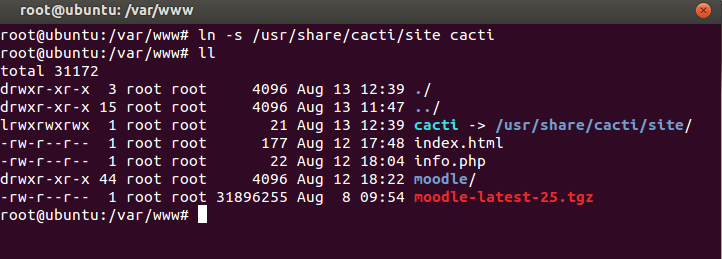 root@ubuntu: /var/www
root@ubuntu:/var/www# ln -s /usr/share/cacti/site cacti
root@ubuntu:/var/www# ll
total 31172
drwxr-xr-x  3 root root     4096 Aug 13 12:39 ./
drwxr-xr-x 15 root root     4096 Aug 13 11:47 ../
lrwxrwxrwx  1 root root       21 Aug 13 12:39 cacti -> /usr/share/cacti/site/
-rw-r--r--  1 root root      177 Aug 12 17:48 index.html
-rw-r--r--  1 root root       22 Aug 12 18:04 info.php
drwxr-xr-x 44 root root     4096 Aug 12 18:22 moodle/
-rw-r--r--  1 root root 31896255 Aug  8 09:54 moodle-latest-25.tgz
root@ubuntu:/var/www#